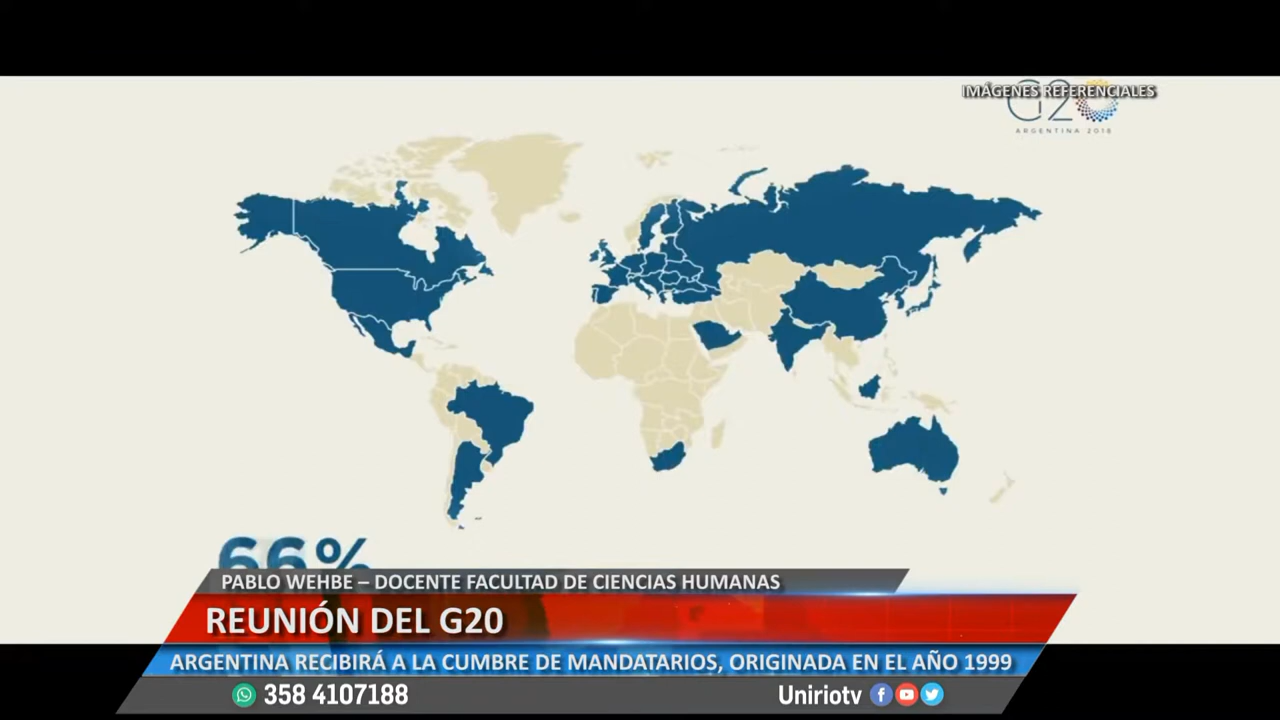 IMÁGENES REFERENCIALES
G20
ARGENTINA 2018
66%
PABLO WEHBE – DOCENTE FACULTAD DE CIENCIAS HUMANAS
REUNIÓN DEL G20
ARGENTINA RECIBIRÁ A LA CUMBRE DE MANDATARIOS, ORIGINADA EN EL AÑO 1999
358 4107188
Uniriotv